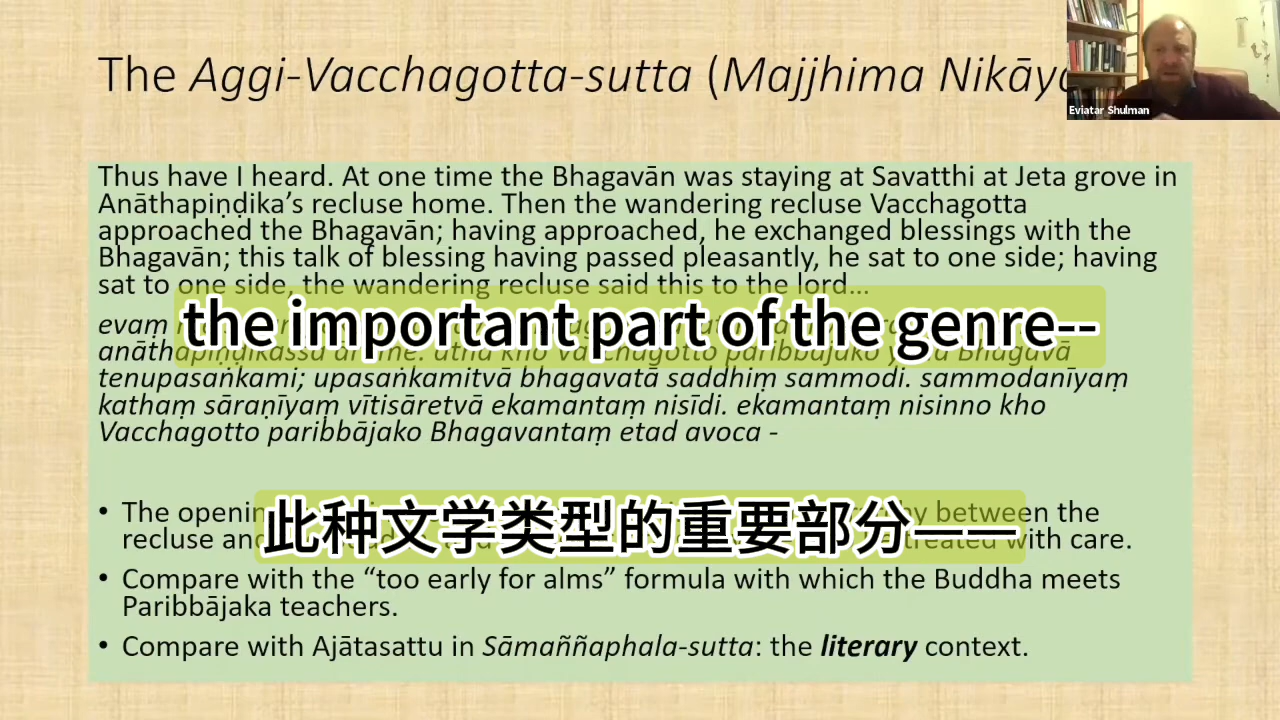 The Aggi-Vacchagotta-sutta (Majjhima Nikāya
Eviatar Shulman
Thus have I heard. At one time the Bhagavān was staying at Savatthi at Jeta grove in
Anāthapiṇḍika’s recluse home. Then the wandering recluse Vacchagotta
approached the Bhagavān; having approached, he exchanged blessings with the
Bhagavān; this talk of blessing having passed pleasantly, he sat to one side; having
sat to one side, the wandering recluse said this to the lord…
the important part of the genre--
evaṃ
anāthapiṇḍikassa ārāme. atha kho Vacchagotto paribbājako yena Bhagavā
tenupasaṅkami; upasaṅkamitvā bhagavatā saddhiṃ sammodi. sammodanīyaṃ
kathaṃ sāraṇīyaṃ vītisāretvā ekamantaṃ nisīdi. ekamantaṃ nisinno kho
Vacchagotto paribbājako Bhagavantaṃ etad avoca -
• The between the
此种文学类型的重要部分——
recluse treated with care.
• Compare with the “too early for alms” formula with which the Buddha meets
Paribbājaka teachers.
• Compare with Ajātasattu in Sāmaññaphala-sutta: the literary context.